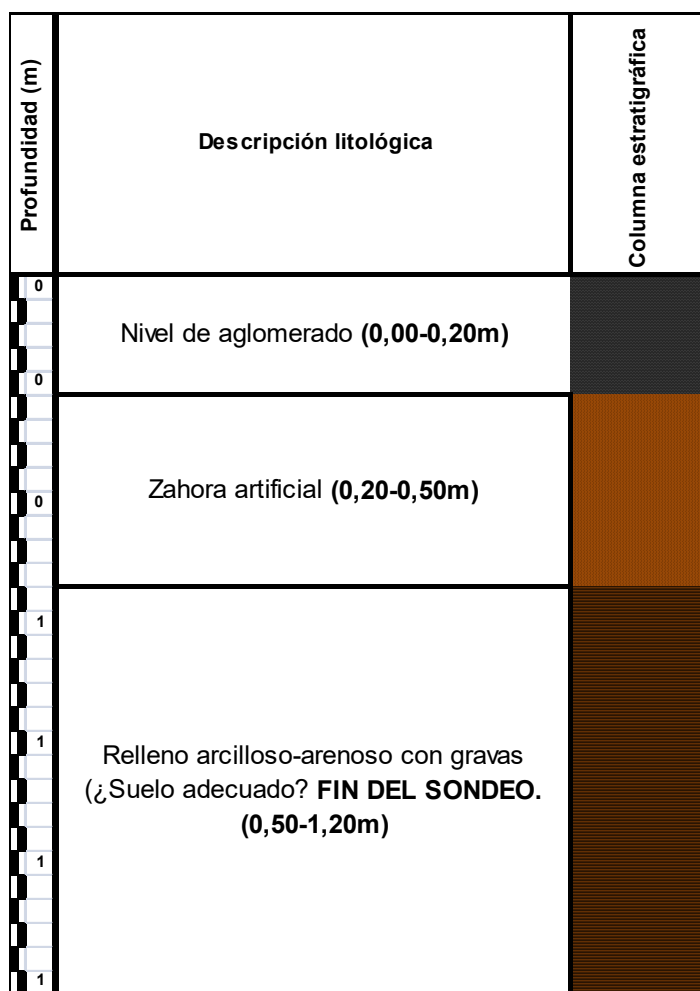 Profundidad (m)
Descripción litológica
Columna estratigráfica
0
Nivel de aglomerado (0,00-0,20m)
0
Zahora artificial (0,20-0,50m)
0
1
1
Relleno arcilloso-arenoso con gravas
(¿Suelo adecuado? FIN DEL SONDEO.
(0,50-1,20m)
1
1